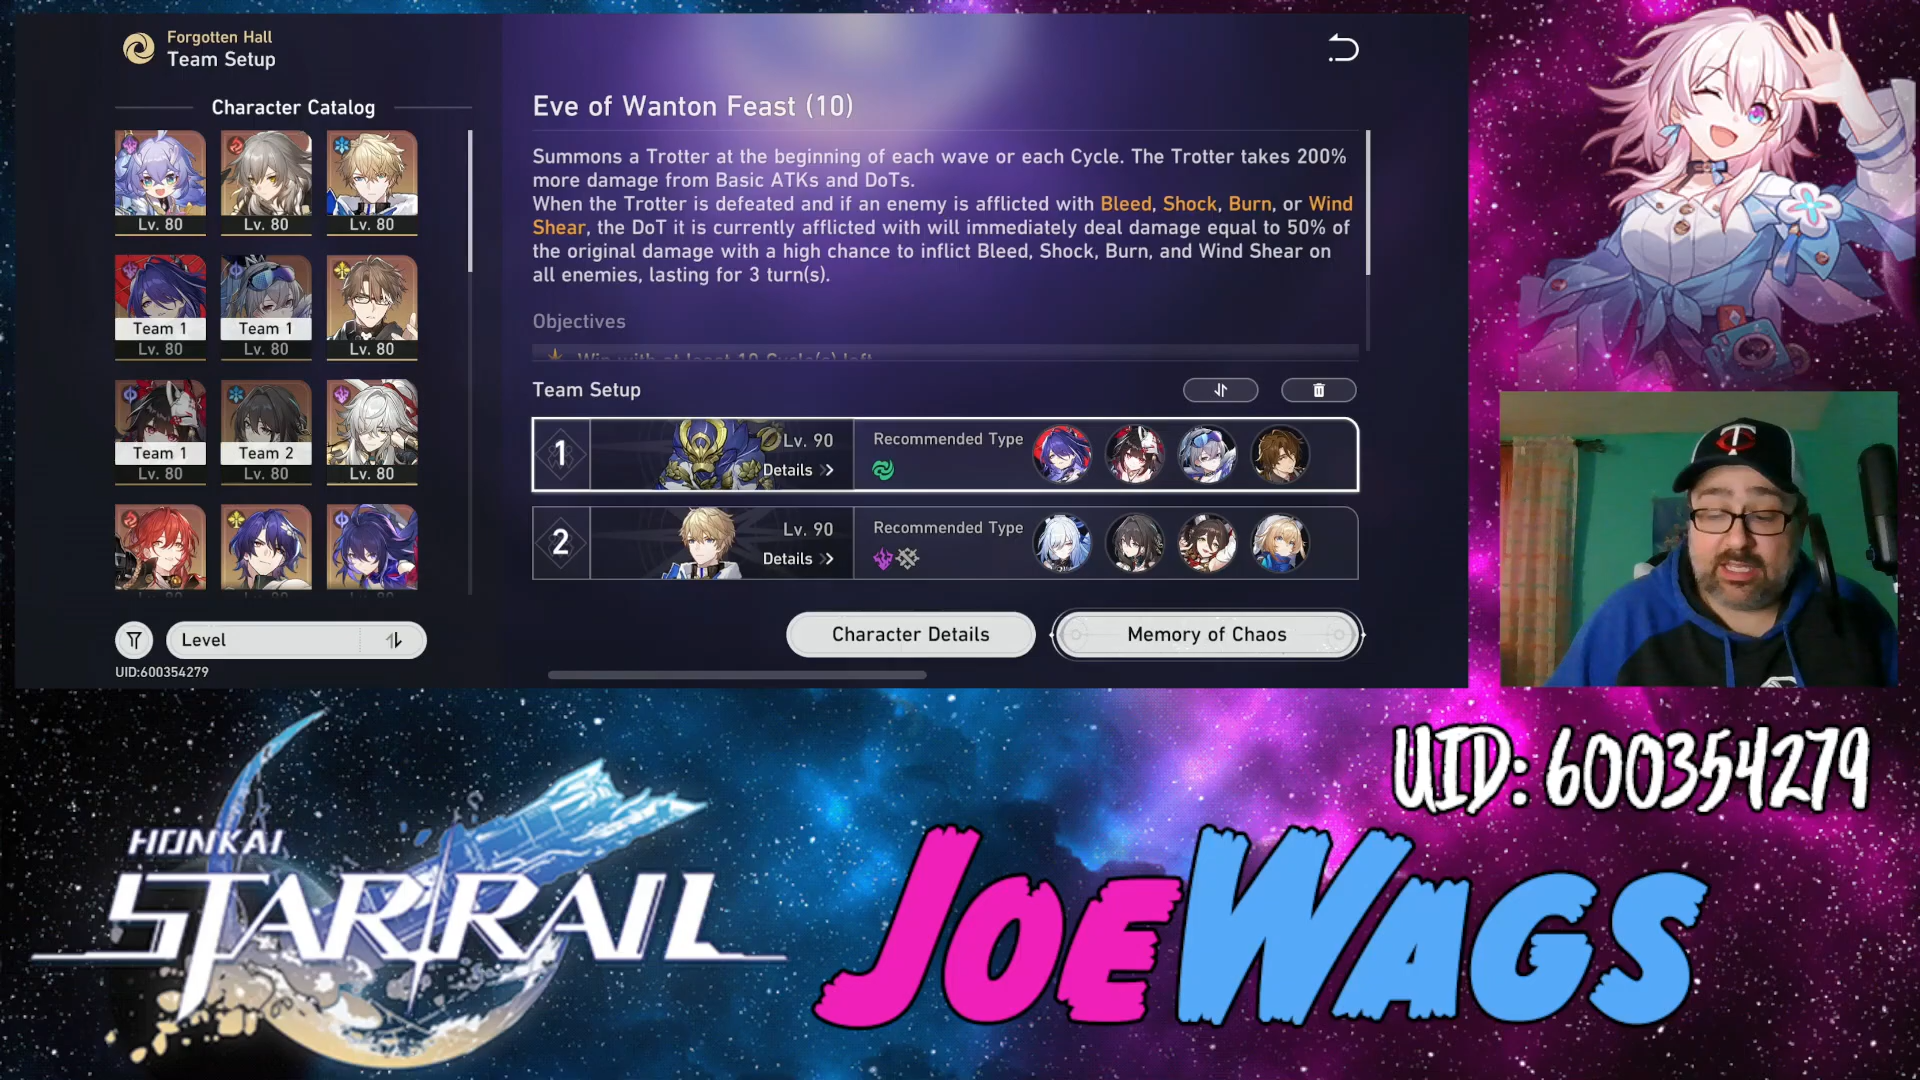 Forgotten Hall
Team Setup
Character Catalog
Lv. 80
Lv. 80
Lv. 80
Team 1
Lv. 80
Team 1
Lv. 80
Lv. 80
Team 1
Lv. 80
Team 2
Lv. 80
Lv. 80
Level
UID:600354279
Eve of Wanton Feast (10)
Summons a Trotter at the beginning of each wave or each Cycle. The Trotter takes 200%
more damage from Basic ATKs and DoTs.
When the Trotter is defeated and if an enemy is afflicted with Bleed, Shock, Burn, or Wind
Shear, the DoT it is currently afflicted with will immediately deal damage equal to 50% of
the original damage with a high chance to inflict Bleed, Shock, Burn, and Wind Shear on
all enemies, lasting for 3 turn(s).
Objectives
Win with at least 10 Cycle(s) left
Team Setup
1
Lv. 90
Details >>
Recommended Type
2
Lv. 90
Details >>
Recommended Type
Character Details
Memory of Chaos
UID: 600354279
HONKAI
STAR RAIL
JOEWAGS